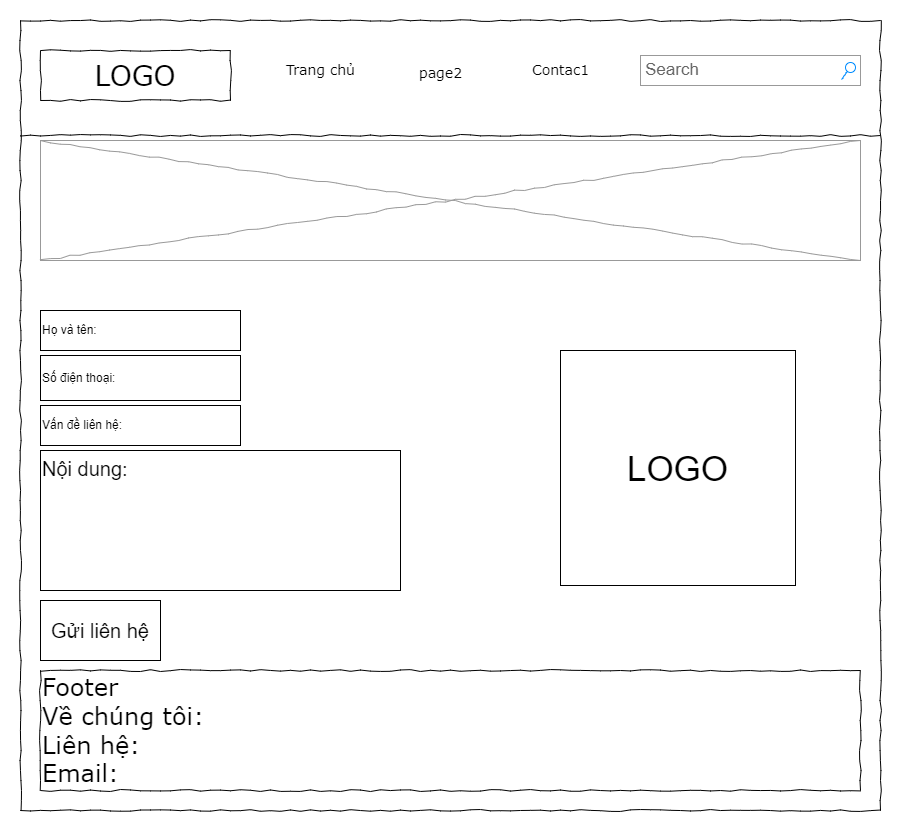 LOGO
Trang chủ
page2
Contac1
Search
Họ và tên:
Số điện thoại:
Vấn đề liên hệ:
Nội dung:
LOGO
Gửi liên hệ
Footer
Về chúng tôi:
Liên hệ:
Email: